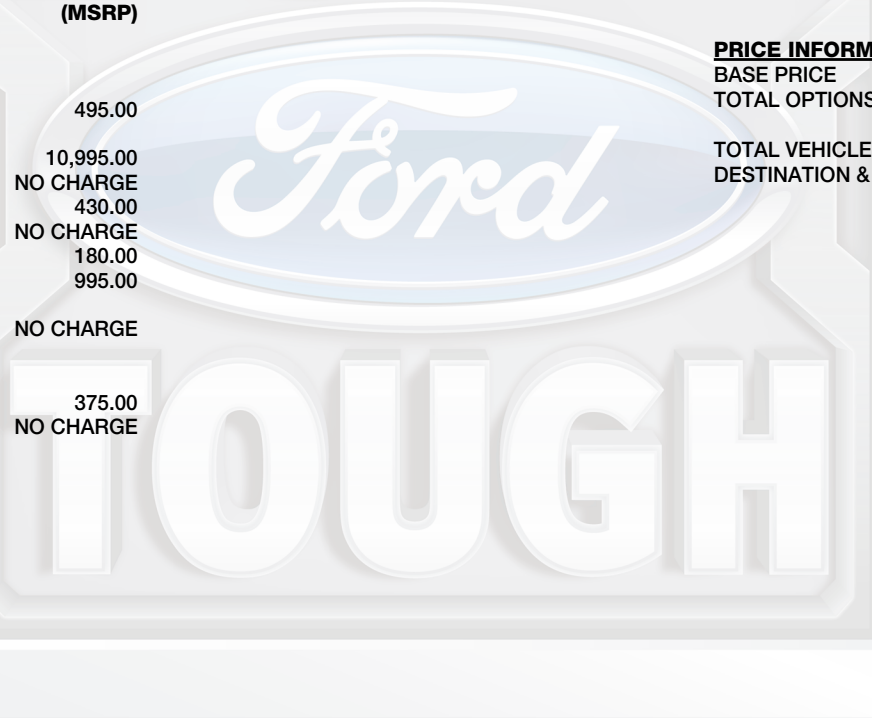 (MSRP)
495.00
10,995.00
NO CHARGE
430.00
NO CHARGE
180.00
995.00
NO CHARGE
375.00
NO CHARGE
PRICE INFORM
BASE PRICE
TOTAL OPTIONS
TOTAL VEHICLE
DESTINATION &
Ford
TOUGH